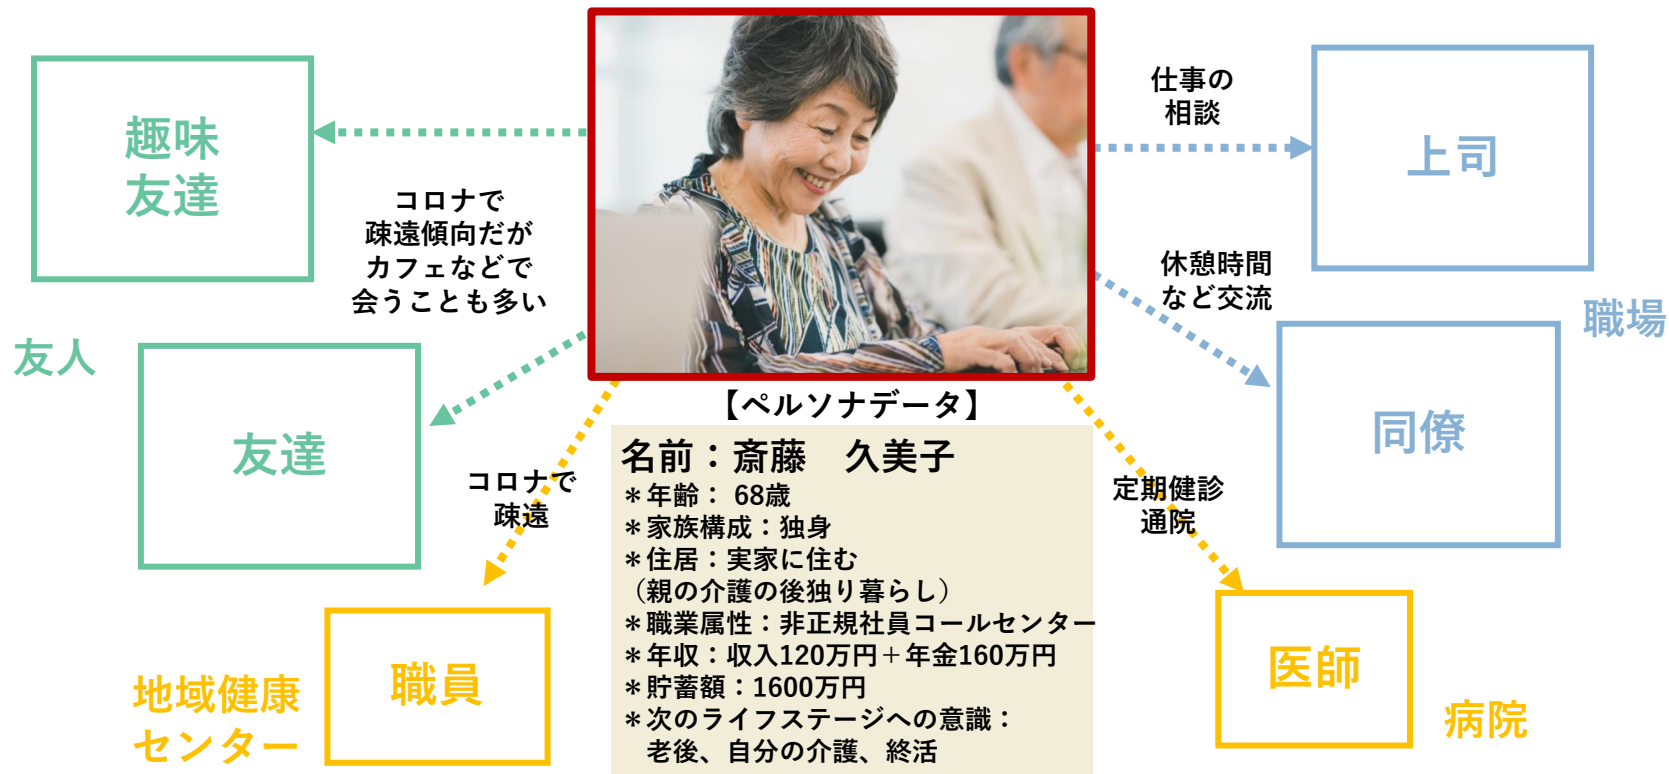 趣味
友達
コロナで
疎遠傾向だが
カフェなどで
会うことも多い
友人
友達
コロナで
疎遠
職員
地域健康
センター
【ペルソナデータ】
名前：斎藤　久美子
＊年齢： 68歳
＊家族構成：独身
＊住居：実家に住む
（親の介護の後独り暮らし）
＊職業属性：非正規社員コールセンター
＊年収：収入120万円＋年金160万円
＊貯蓄額：1600万円
＊次のライフステージへの意識：
老後、自分の介護、終活
仕事の
相談
上司
休憩時間
など交流
職場
同僚
定期健診
通院
医師
病院